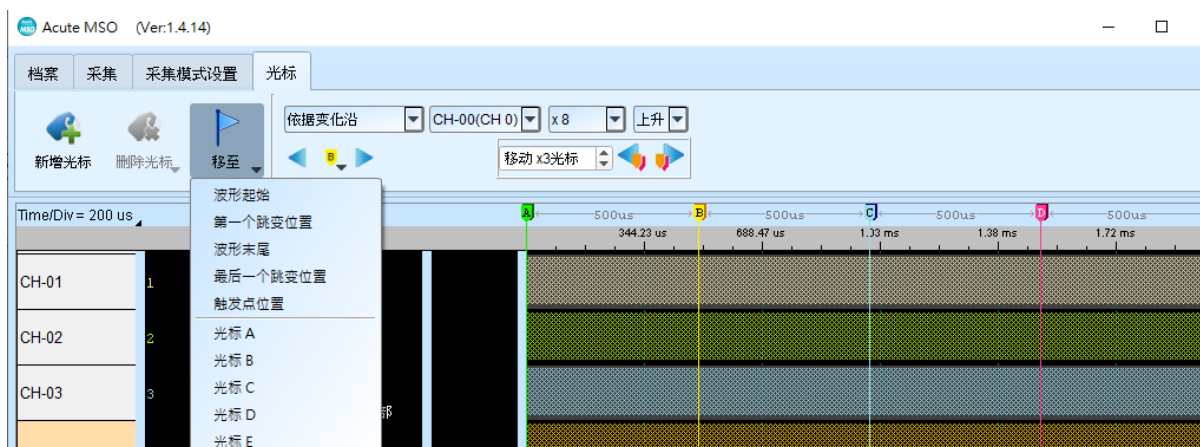 Acute MSO (Ver:1.4.14)
档案 采集 采集模式设置 光标
新增光标 删除光标 移至
依据变化沿 CH-00(CH 0) x 8 上升
B 移动 x3光标
波形起始
第一个跳变位置
波形末尾
最后一个跳变位置
触发点位置
光标 A
光标 B
光标 C
光标 D
光标 E
Time/Div = 200 us
A 500us B 500us C 500us D 500us
344.23 us 688.47 us 1.03 ms 1.38 ms 1.72 ms
CH-01 1
CH-02 2
CH-03 3
部